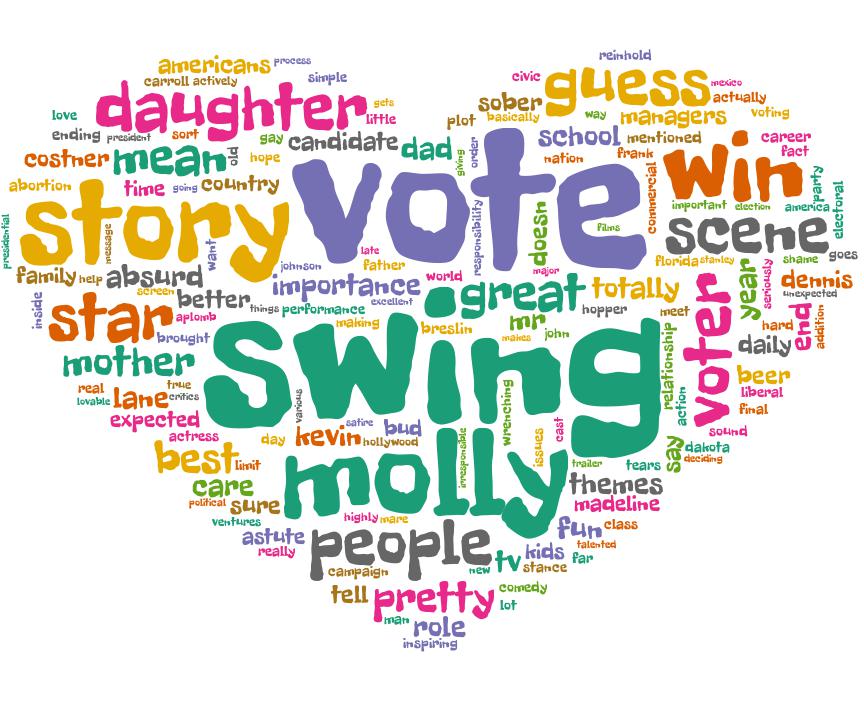 reinhold
americans process
carroll actively simple
civic guess mexico
daughter gets
sober actually
love little
plot basically way managers voting
ending president sort gay candidate
order school mentioned career
costner mean old hope dad
giving nation frank win fact
abortion time going country
vote commercial party
story message want
responsibility doesn films important election america electoral
presidential late scene
family help absurd johnson father major florida stanley shame goes
screen importance world great totally year seriously dennis
inside better things performance excellent hopper meet unexpected
star aplomb making breslin mr john voter hard end addition
brought swing makes relationship daily
mother true beer
real lovable lane critics various wrenching action liberal
expected satire bud cast final
actress day kevin hollywood issues sound
best limit irresponsible say dakota deciding
molly trailer tears
care themes
political sure highly mare madeline
ventures fun class
astute people talented
really kids far
campaign new tv stance
tell pretty comedy
lot
man role
inspiring